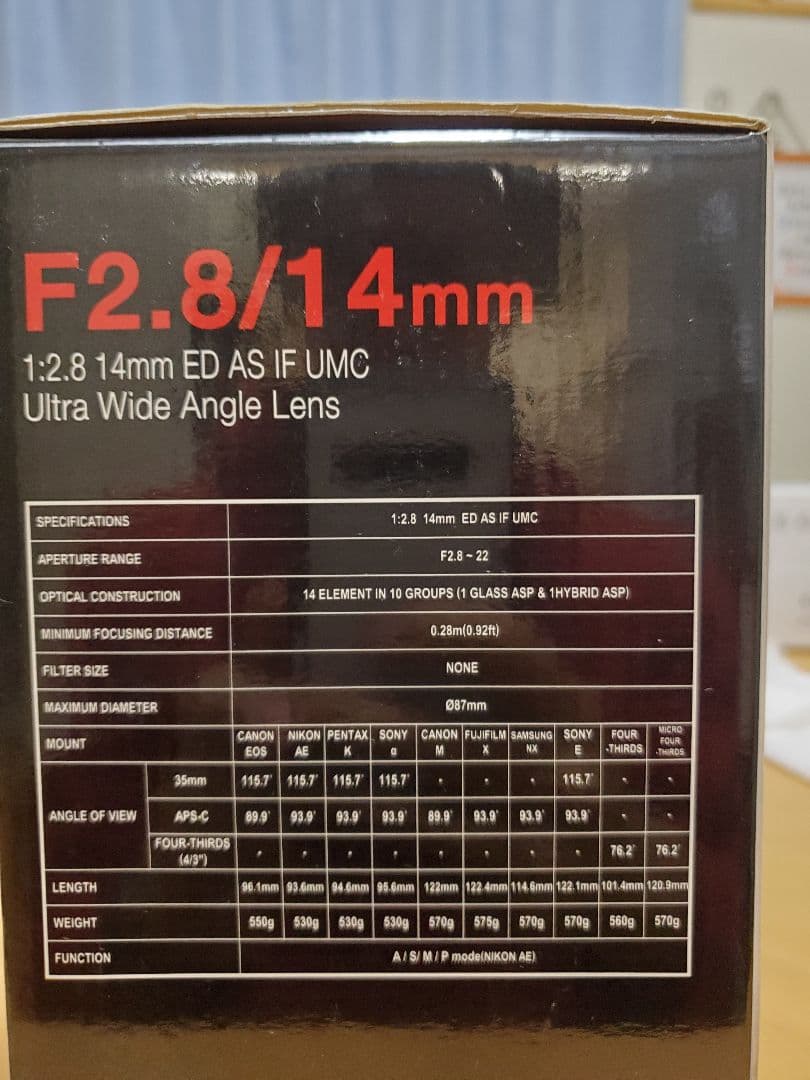 F2.8/14mm
1:2.8 14mm ED AS IF UMC
Ultra Wide Angle Lens
SPECIFICATIONS 1:2.8 14mm ED AS IF UMC
APERTURE RANGE F2.8 ~ 22
OPTICAL CONSTRUCTION 14 ELEMENT IN 10 GROUPS (1 GLASS ASP & 1HYBRID ASP)
MINIMUM FOCUSING DISTANCE 0.28m(0.92ft)
FILTER SIZE NONE
MAXIMUM DIAMETER Ø87mm
MOUNT CANON EOS NIKON AE PENTAX K SONY α CANON M FUJIFILM X SAMSUNG NX SONY E FOUR -THIRDS MICRO FOUR -THIRDS
ANGLE OF VIEW
35mm 115.7˚ 115.7˚ 115.7˚ 115.7˚ - - - 115.7˚ - -
APS-C 89.9˚ 93.9˚ 93.9˚ 93.9˚ 89.9˚ 93.9˚ 93.9˚ 93.9˚ - -
FOUR-THIRDS (4/3") - - - - - - - - 76.2˚ 76.2˚
LENGTH 96.1mm 93.6mm 94.6mm 95.6mm 122mm 122.4mm 114.6mm 122.1mm 101.4mm 120.9mm
WEIGHT 550g 530g 530g 530g 570g 575g 570g 570g 560g 570g
FUNCTION A / S / M / P mode(NIKON AE)